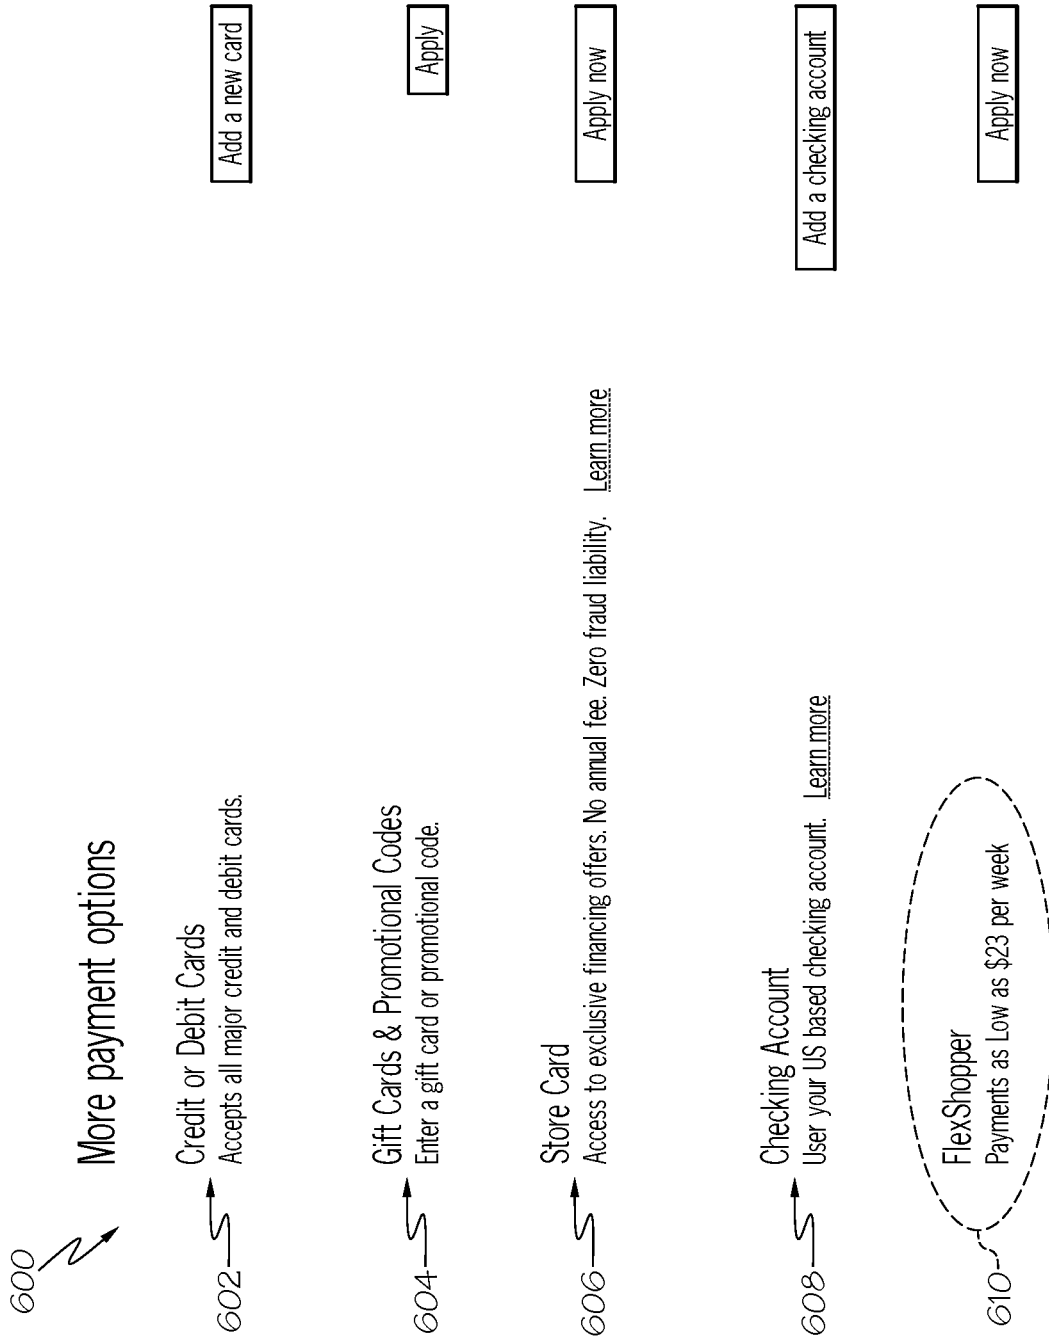 600
More payment options
602
Credit or Debit Cards
Accepts all major credit and debit cards.
Add a new card
604
Gift Cards & Promotional Codes
Enter a gift card or promotional code.
Apply
606
Store Card
Access to exclusive financing offers. No annual fee. Zero fraud liability. Learn more
Apply now
608
Checking Account
User your US based checking account. Learn more
Add a checking account
610
FlexShopper
Payments as Low as $23 per week
Apply now